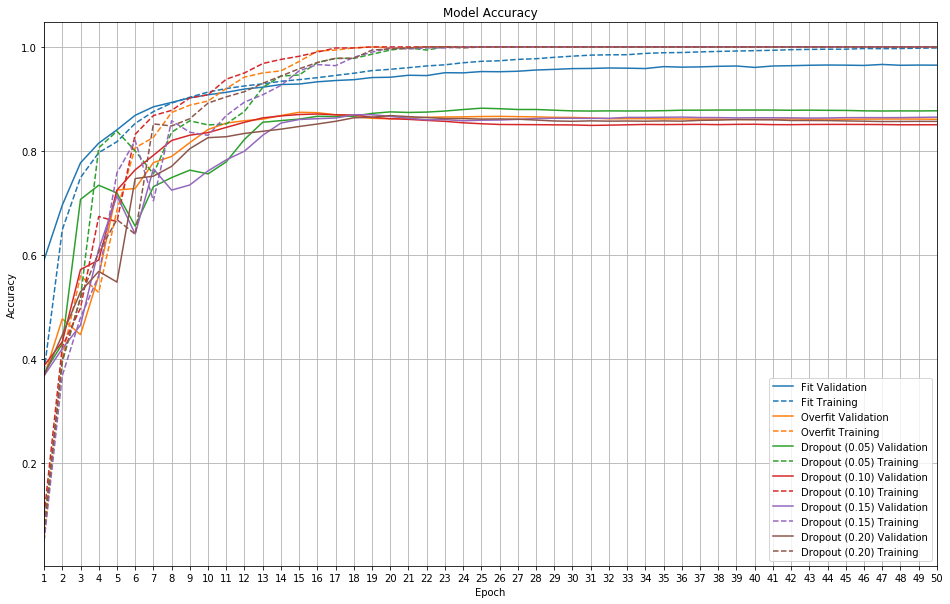 Model Accuracy
1.0
0.8
0.6
0.4
0.2
Accuracy
Fit Validation
Fit Training
Overfit Validation
Overfit Training
Dropout (0.05) Validation
Dropout (0.05) Training
Dropout (0.10) Validation
Dropout (0.10) Training
Dropout (0.15) Validation
Dropout (0.15) Training
Dropout (0.20) Validation
Dropout (0.20) Training
1 2 3 4 5 6 7 8 9 10 11 12 13 14 15 16 17 18 19 20 21 22 23 24 25 26 27 28 29 30 31 32 33 34 35 36 37 38 39 40 41 42 43 44 45 46 47 48 49 50
Epoch